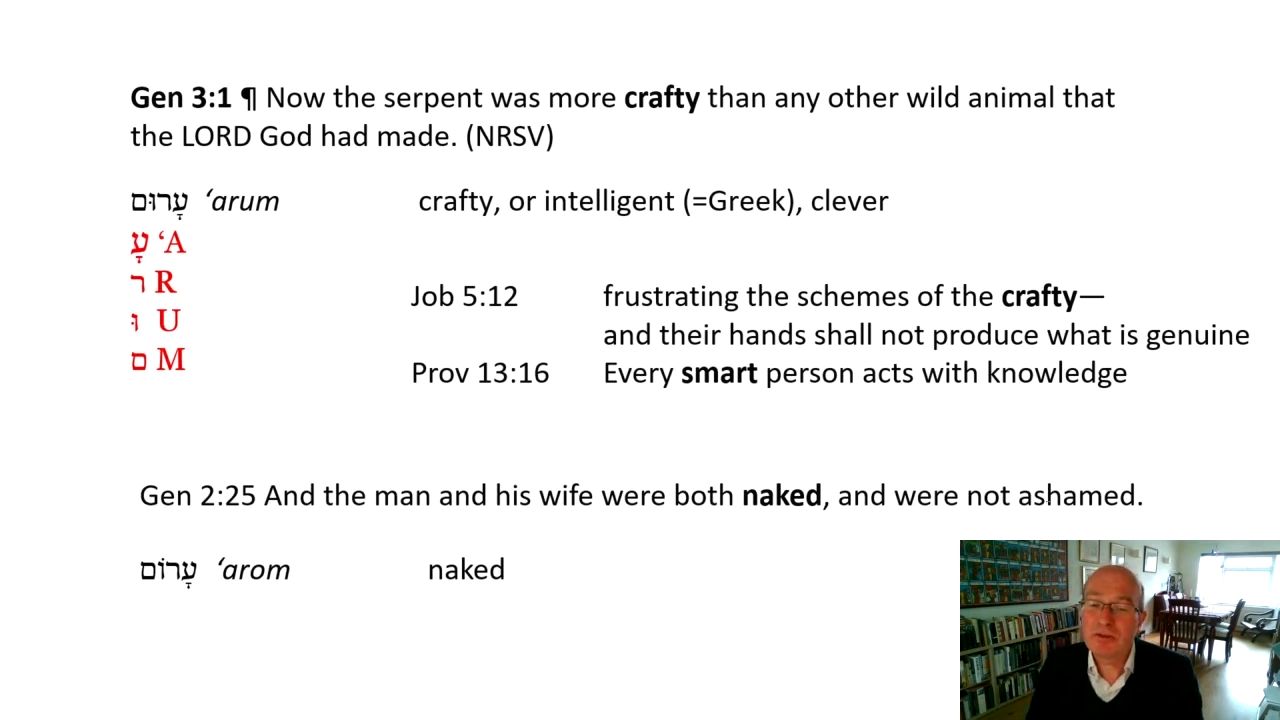 Gen 3:1 ¶ Now the serpent was more crafty than any other wild animal that
the LORD God had made. (NRSV)
עָרוּם ‘arum crafty, or intelligent (=Greek), clever
עָ ‘A
ר R
וּ U
ם M
Job 5:12 frustrating the schemes of the crafty—
and their hands shall not produce what is genuine
Prov 13:16 Every smart person acts with knowledge
Gen 2:25 And the man and his wife were both naked, and were not ashamed.
עָרוֹם ‘arom naked